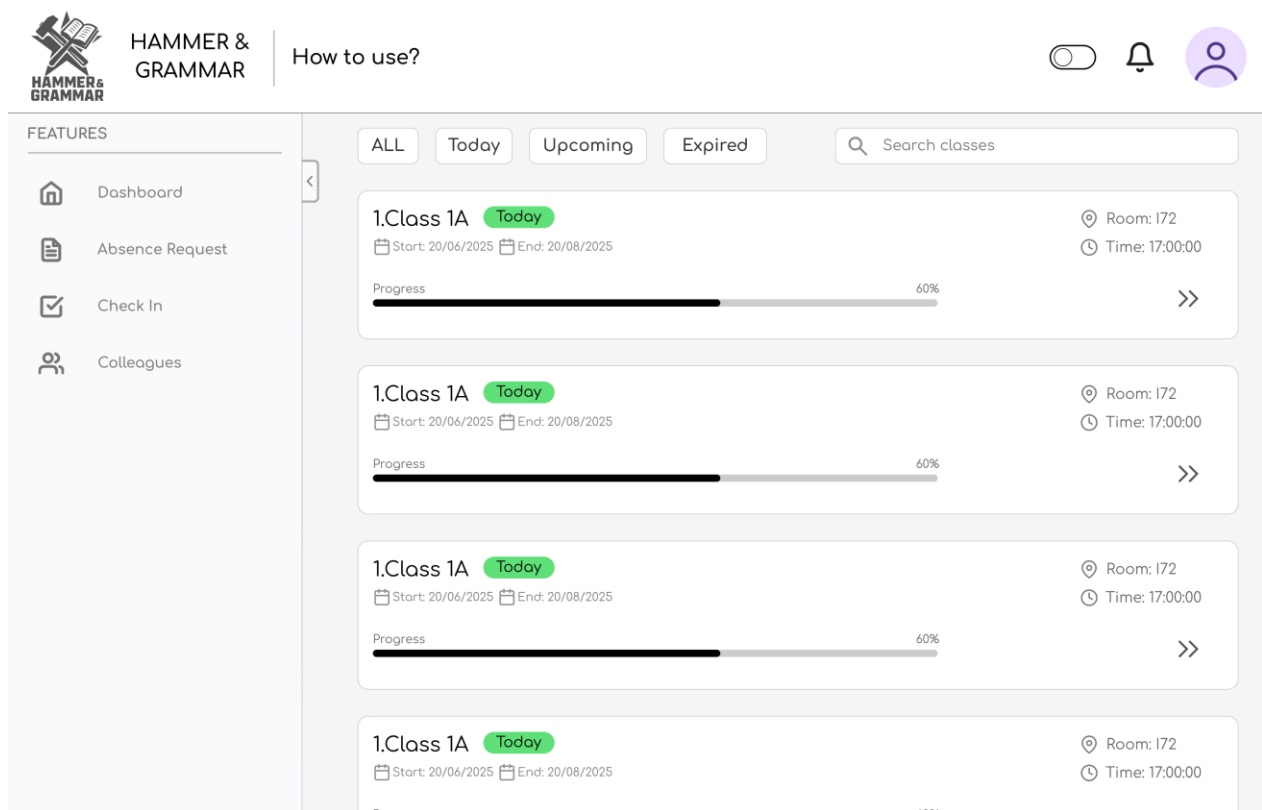 HAMMER &
GRAMMAR
HAMMER&
GRAMMAR
How to use?
FEATURES
Dashboard
Absence Request
Check In
Colleagues
ALL Today Upcoming Expired Search classes
1.Class 1A Today Room: I72
Start: 20/06/2025 End: 20/08/2025 Time: 17:00:00
Progress 60%
1.Class 1A Today Room: I72
Start: 20/06/2025 End: 20/08/2025 Time: 17:00:00
Progress 60%
1.Class 1A Today Room: I72
Start: 20/06/2025 End: 20/08/2025 Time: 17:00:00
Progress 60%
1.Class 1A Today Room: I72
Start: 20/06/2025 End: 20/08/2025 Time: 17:00:00